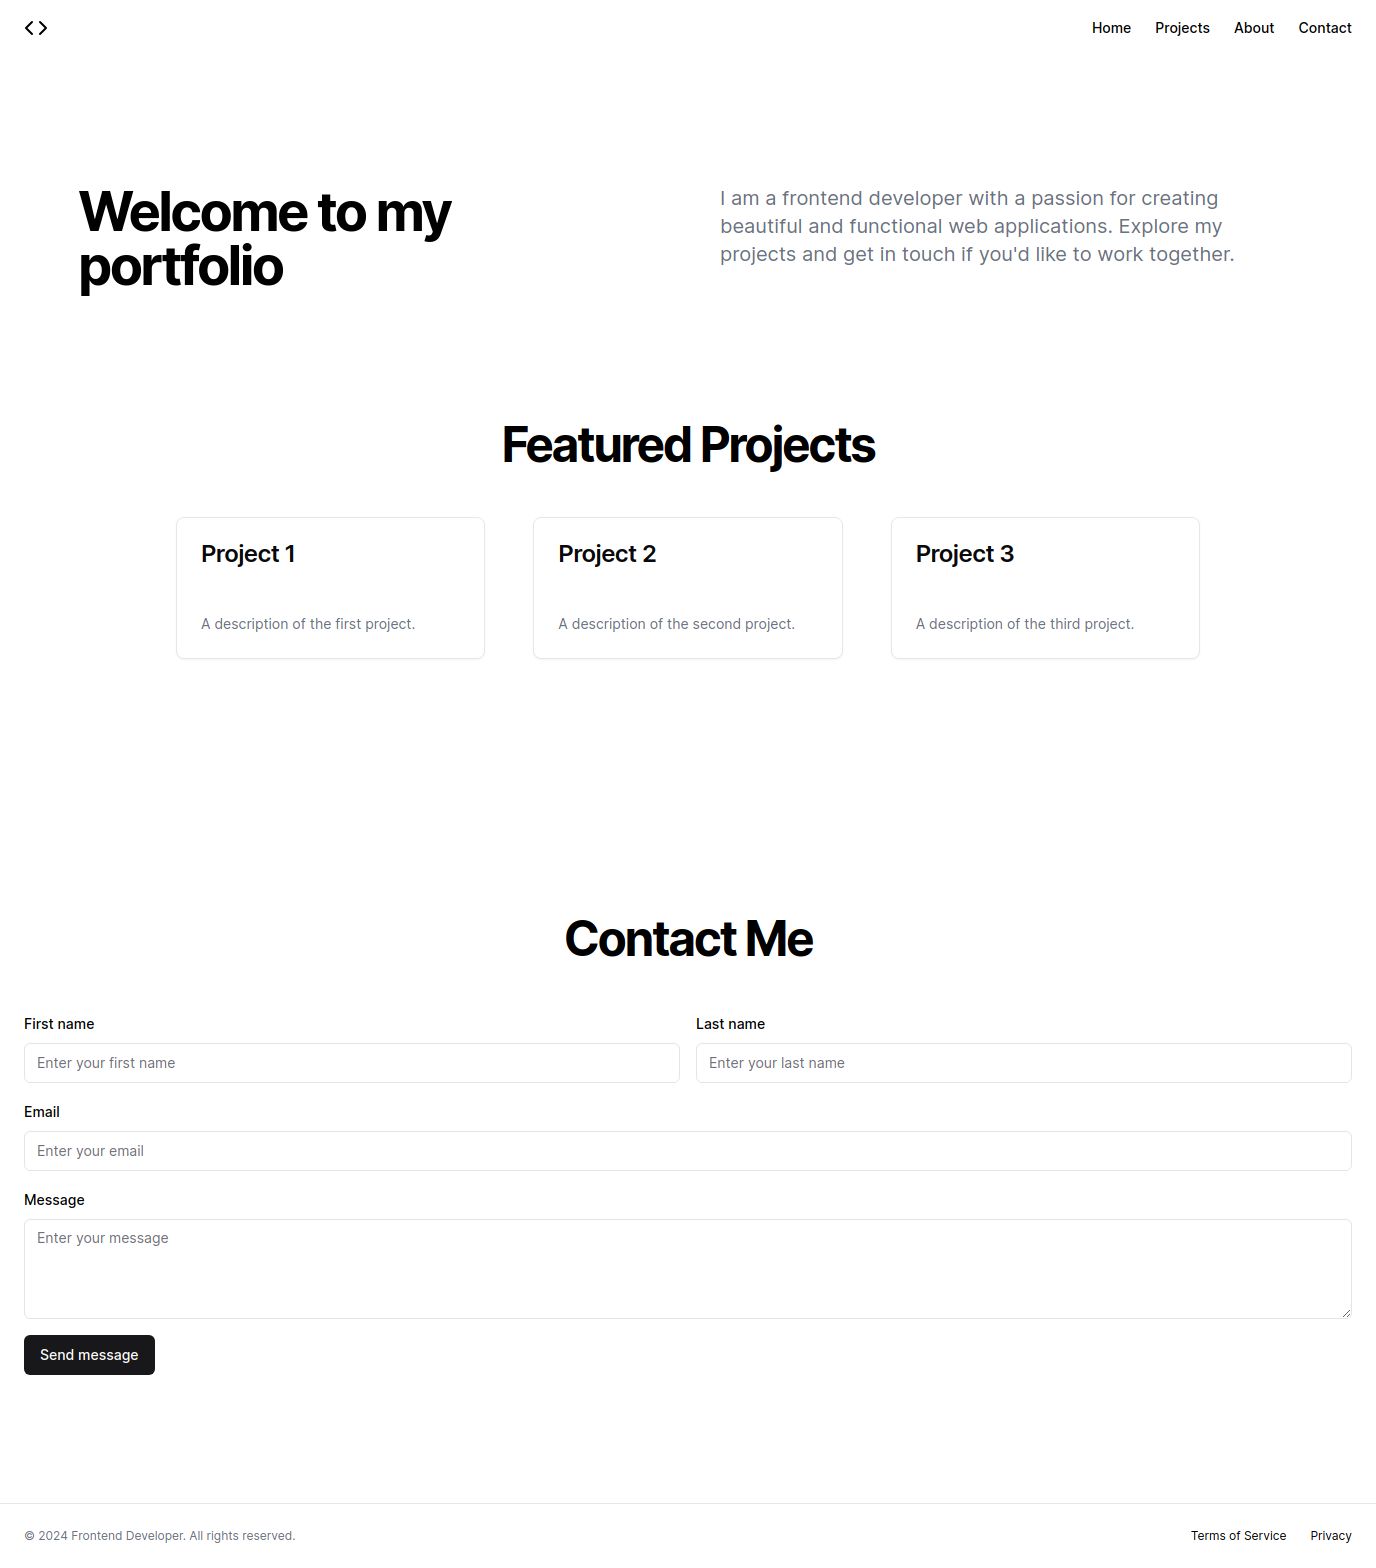 Home Projects About Contact
Welcome to my
portfolio
I am a frontend developer with a passion for creating
beautiful and functional web applications. Explore my
projects and get in touch if you'd like to work together.
Featured Projects
Project 1
A description of the first project.
Project 2
A description of the second project.
Project 3
A description of the third project.
Contact Me
First name
Enter your first name
Last name
Enter your last name
Email
Enter your email
Message
Enter your message
Send message
© 2024 Frontend Developer. All rights reserved.
Terms of Service Privacy